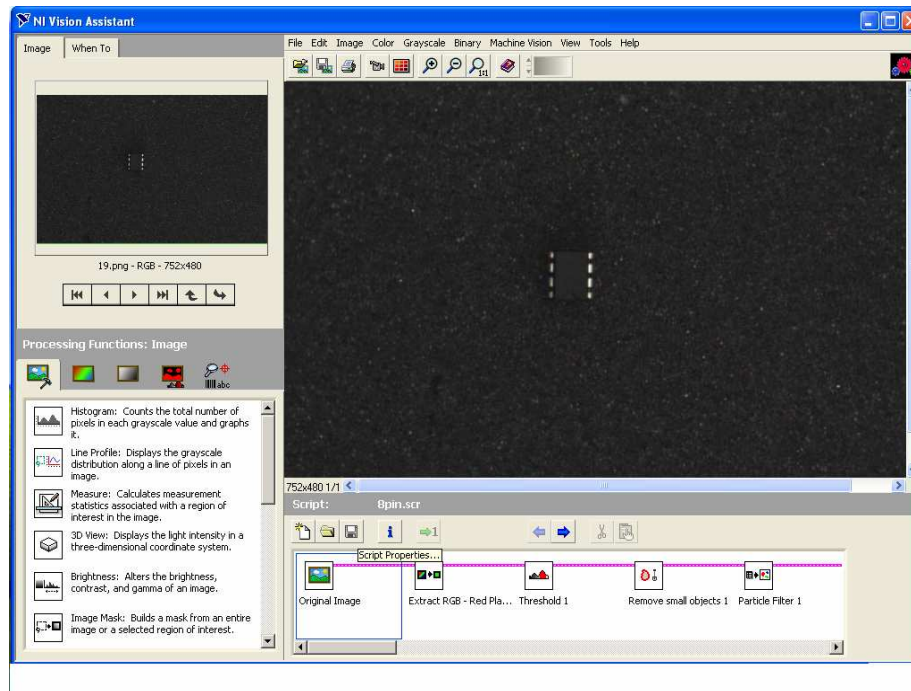 NI Vision Assistant
Image
When To
File Edit Image Color Grayscale Binary Machine Vision View Tools Help
1:1
19.png - RGB - 752x480
Processing Functions: Image
abc
Histogram: Counts the total number of
pixels in each grayscale value and graphs
it.
Line Profile: Displays the grayscale
distribution along a line of pixels in an
image.
Measure: Calculates measurement
statistics associated with a region of
interest in the image.
3D View: Displays the light intensity in a
three-dimensional coordinate system.
Brightness: Alters the brightness,
contrast, and gamma of an image.
Image Mask: Builds a mask from an entire
image or a selected region of interest.
752x480 1/1
Script: 8pin.scr
1
Script Properties...
Original Image
Extract RGB - Red Pla...
Threshold 1
Remove small objects 1
Particle Filter 1